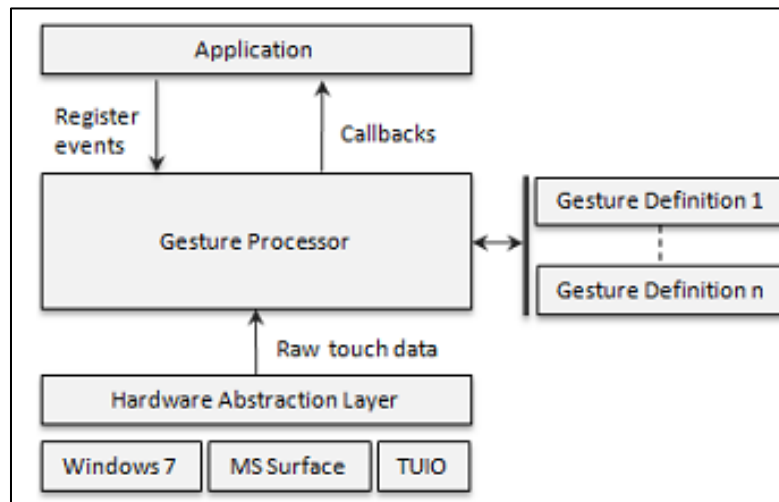 Application
Register
events
Callbacks
Gesture Processor
Gesture Definition 1
Gesture Definition n
Raw touch data
Hardware Abstraction Layer
Windows 7
MS Surface
TUIO